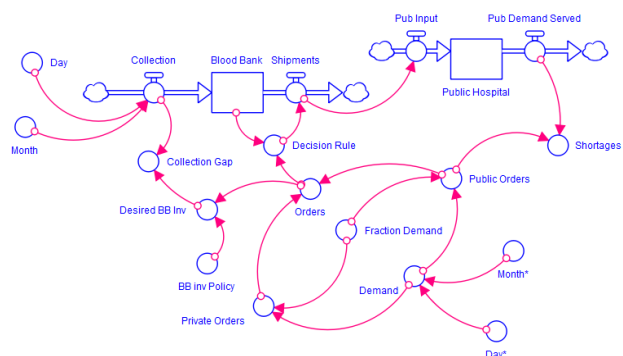 Pub Input
Pub Demand Served
Day
Collection
Blood Bank
Shipments
Public Hospital
Month
Collection Gap
Decision Rule
Shortages
Desired BB Inv
Orders
Public Orders
Fraction Demand
BB inv Policy
Demand
Month*
Private Orders
Day*